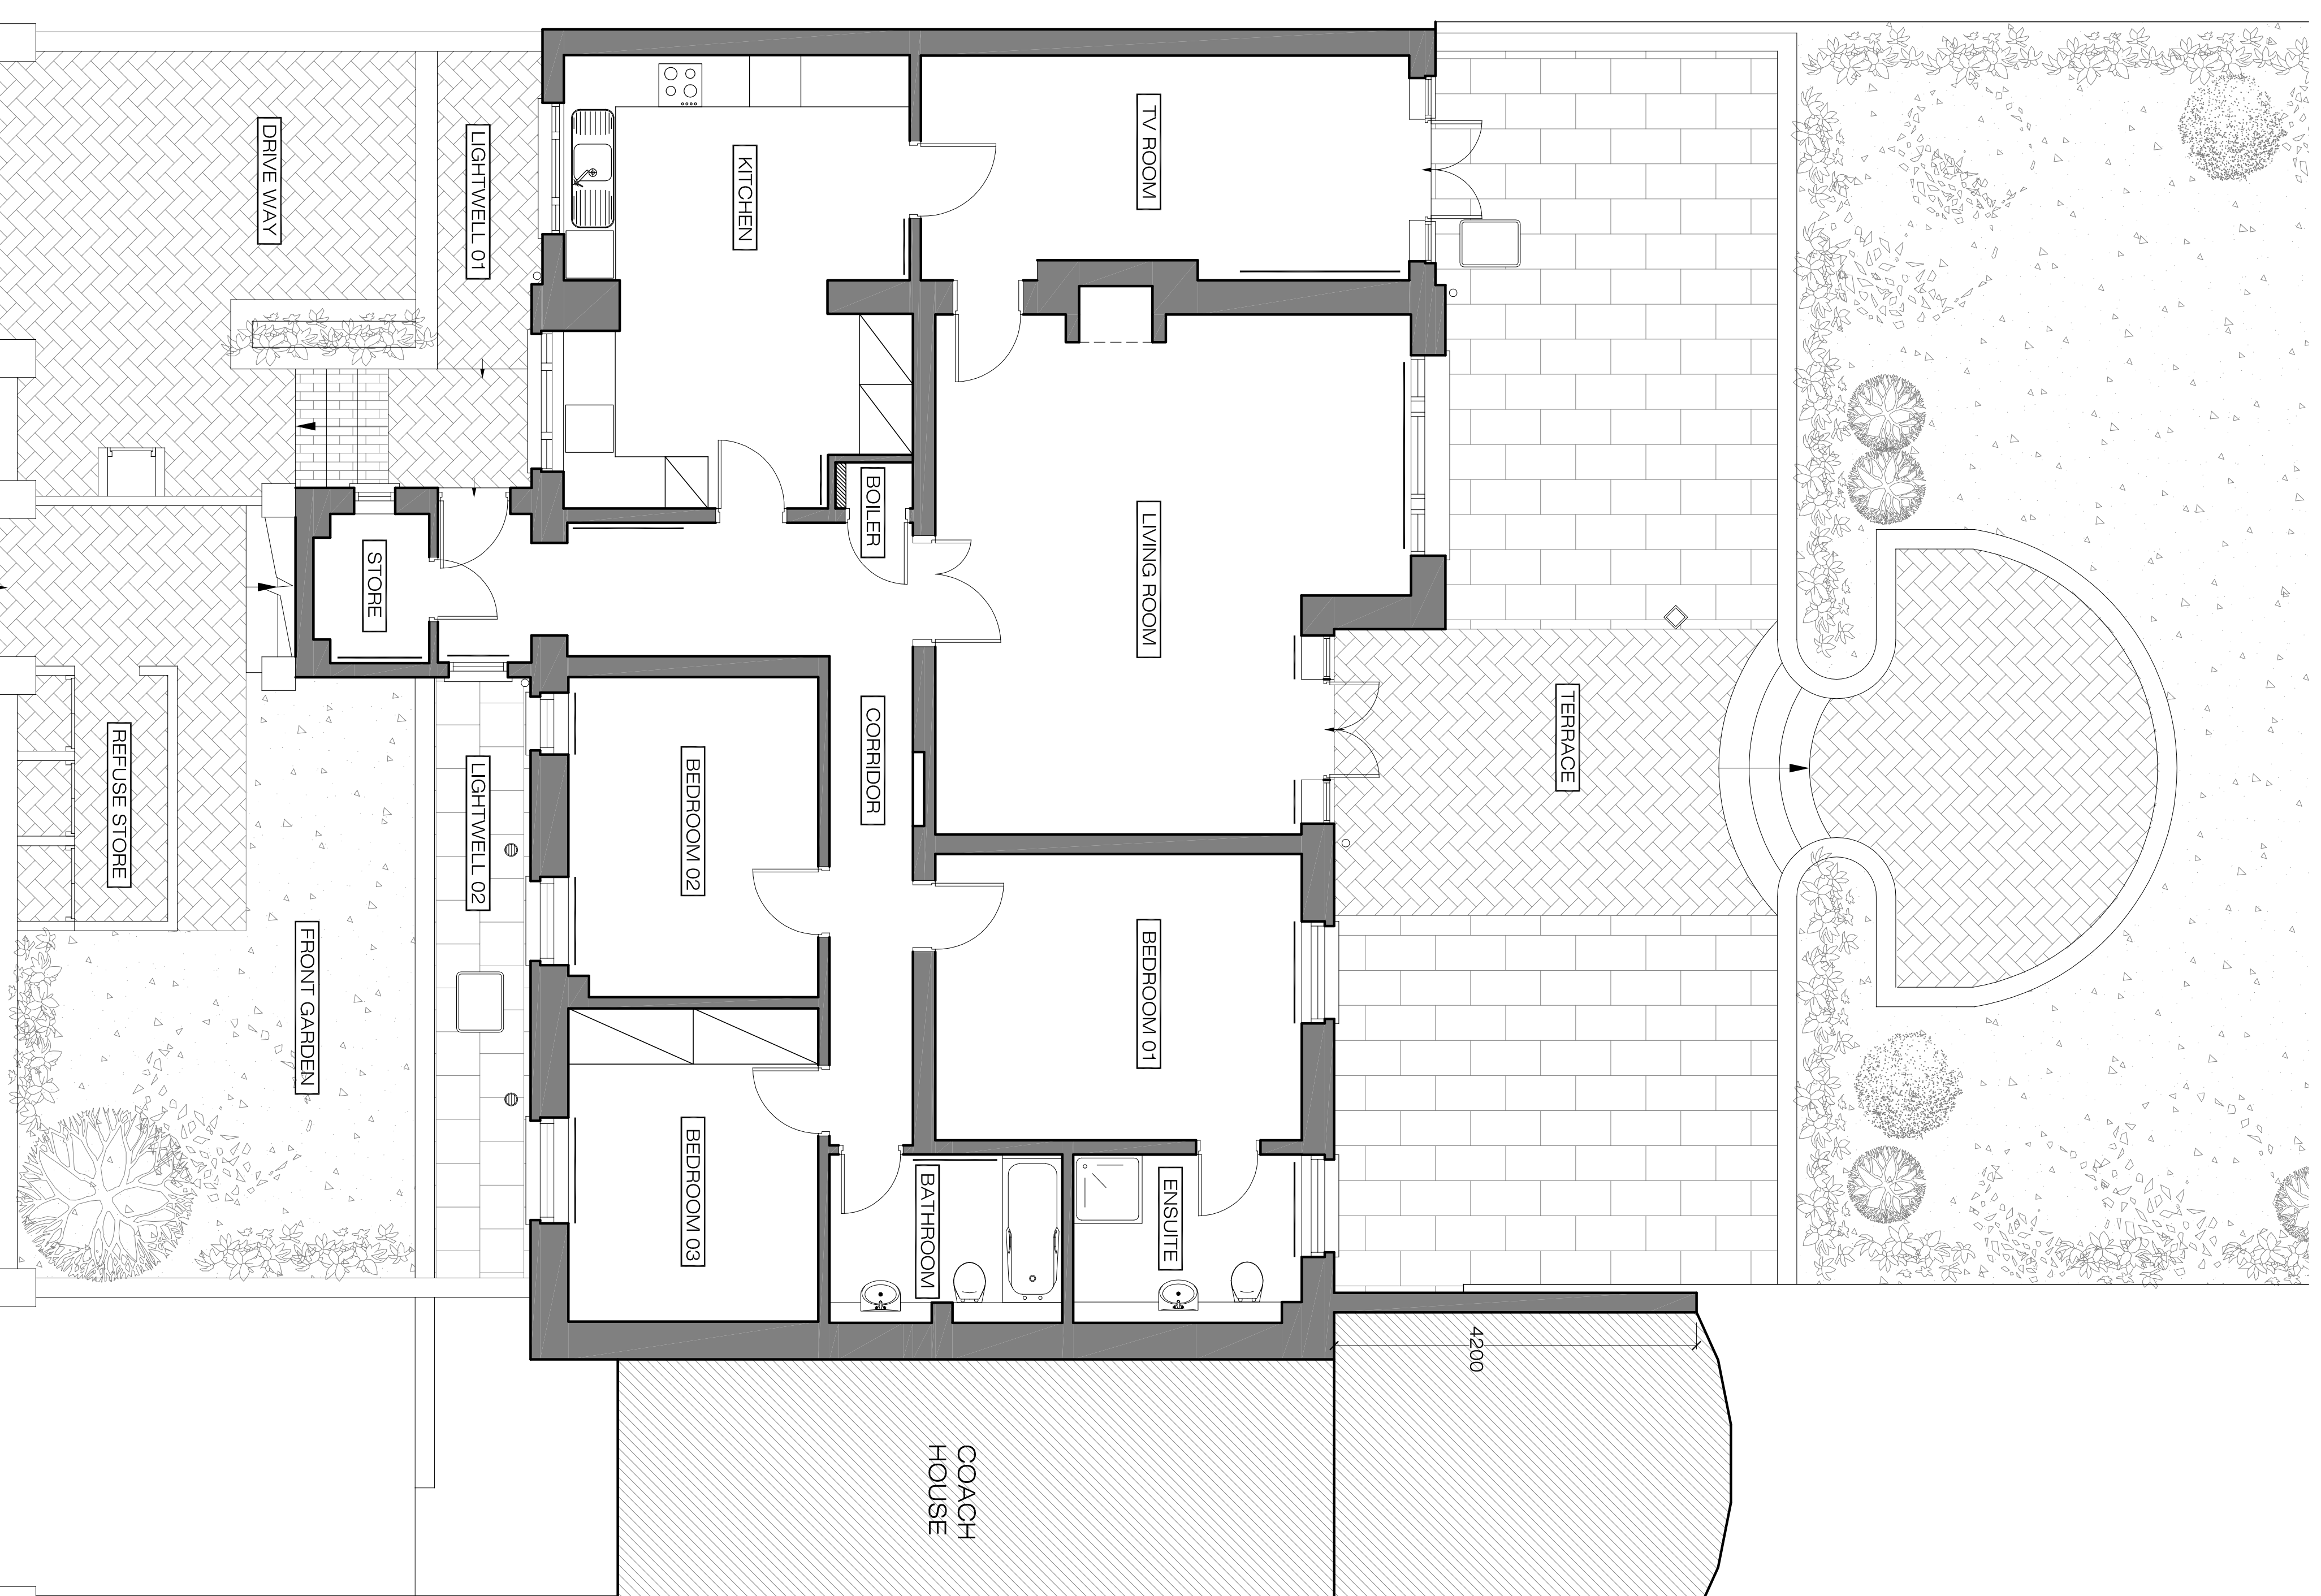 DRIVE WAY
LIGHTWELL 01
KITCHEN
TV ROOM
BOILER
STORE
LIVING ROOM
CORRIDOR
TERRACE
REFUSE STORE
LIGHTWELL 02
BEDROOM 02
FRONT GARDEN
BEDROOM 01
BEDROOM 03
BATHROOM
ENSUITE
4200
COACH
HOUSE